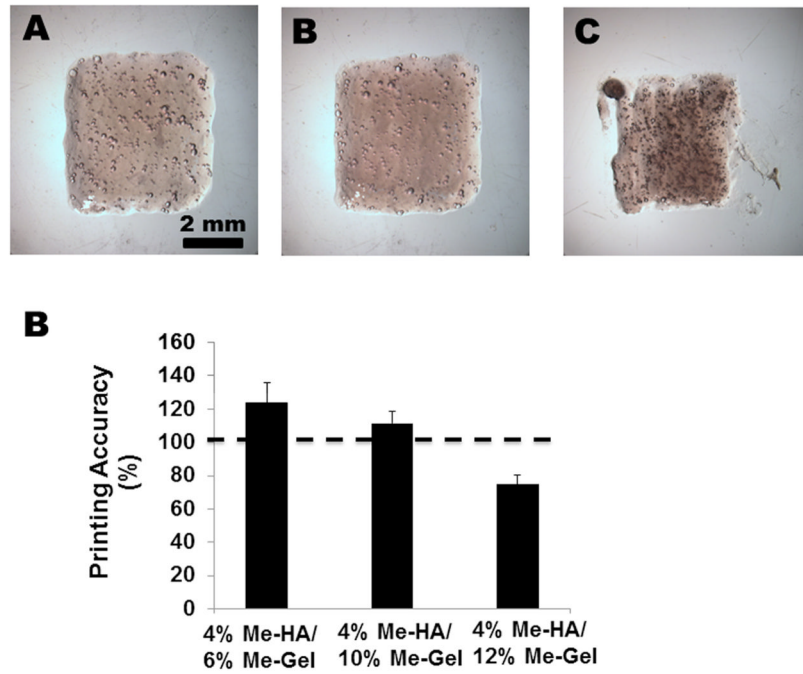 A
B
C
2 mm
B
Printing Accuracy
(%)
160
140
120
100
80
60
40
20
0
4% Me-HA/
6% Me-Gel
4% Me-HA/
10% Me-Gel
4% Me-HA/
12% Me-Gel